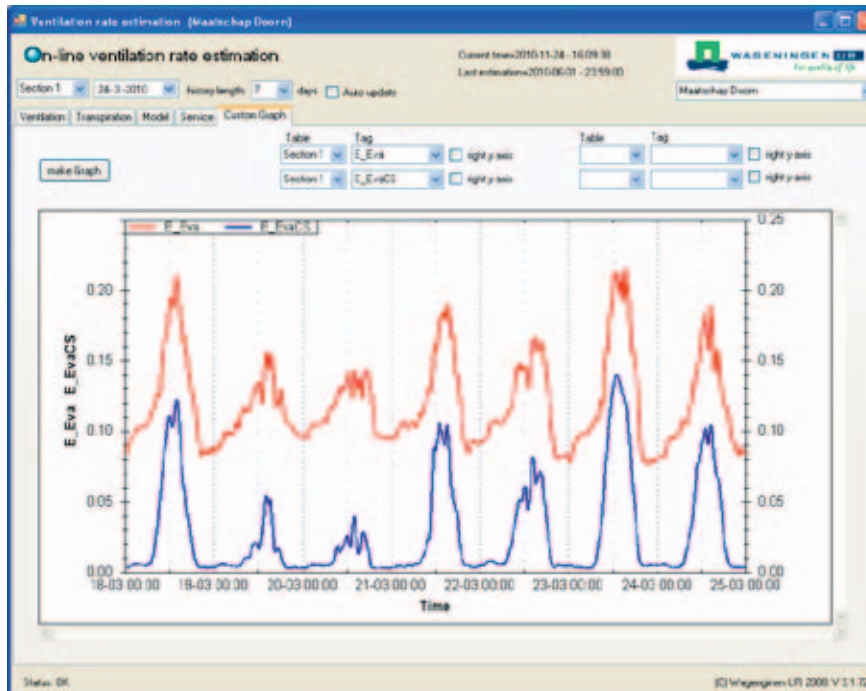 Ventilation rate estimation (Maatschap Doorn)
On-line ventilation rate estimation
Current time=2010-11-24 - 16:09:38
Last estimation=2010-06-01 - 23:59:00
WAGENINGEN UR
For quality of life
Section 1 24-3-2010 history length 7 days Auto update
Maatschap Doorn
Ventilation Transpiration Model Service Custom Graph
Table Tag Table Tag
make Graph
Section 1 E_Eva right y axis right y-axis
Section 1 E_EvaCS right y axis right y-axis
E_Eva E_EvaCS
0.25
0.20 0.20
0.15 0.15
0.10 0.10
0.05 0.05
0.00 0.00
E_Eva E_EvaCS
18-03 00:00 19-03 00:00 20-03 00:00 21-03 00:00 22-03 00:00 23-03 00:00 24-03 00:00 25-03 00:00
Time
Status: OK
(C) Wageningen UR 2008, V 3.1.7